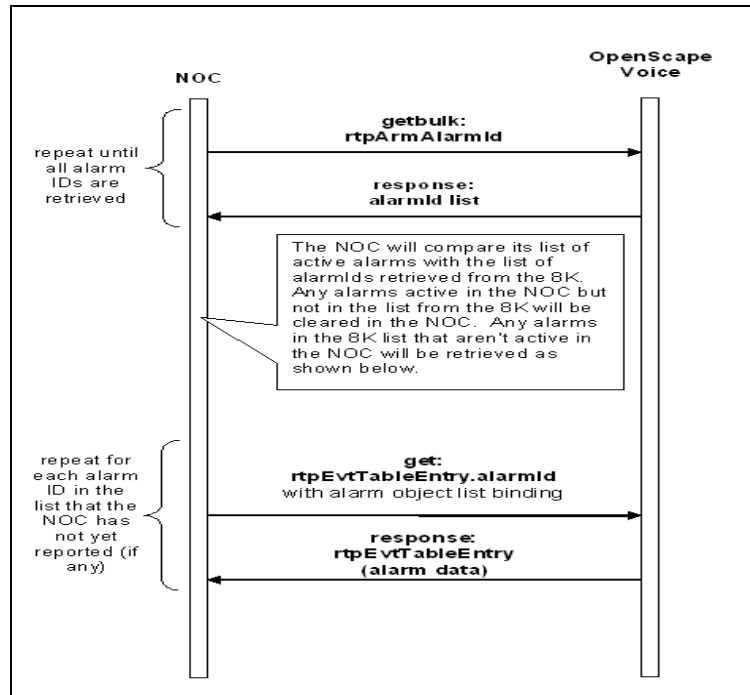 OpenScape
Voice
NOC
getbulk:
rtpArmAlarmId
repeat until
all alarm
IDs are
retrieved
response:
alarmId list
The NOC will compare its list of
active alarms with the list of
alarmIds retrieved from the 8K.
Any alarms active in the NOC but
not in the list from the 8K will be
cleared in the NOC. Any alarms
in the 8K list that aren't active in
the NOC will be retrieved as
shown below.
repeat for
each alarm
ID in the
list that the
NOC has
not yet
reported (if
any)
get:
rtpEvtTableEntry.alarmId
with alarm object list binding
response:
rtpEvtTableEntry
(alarm data)